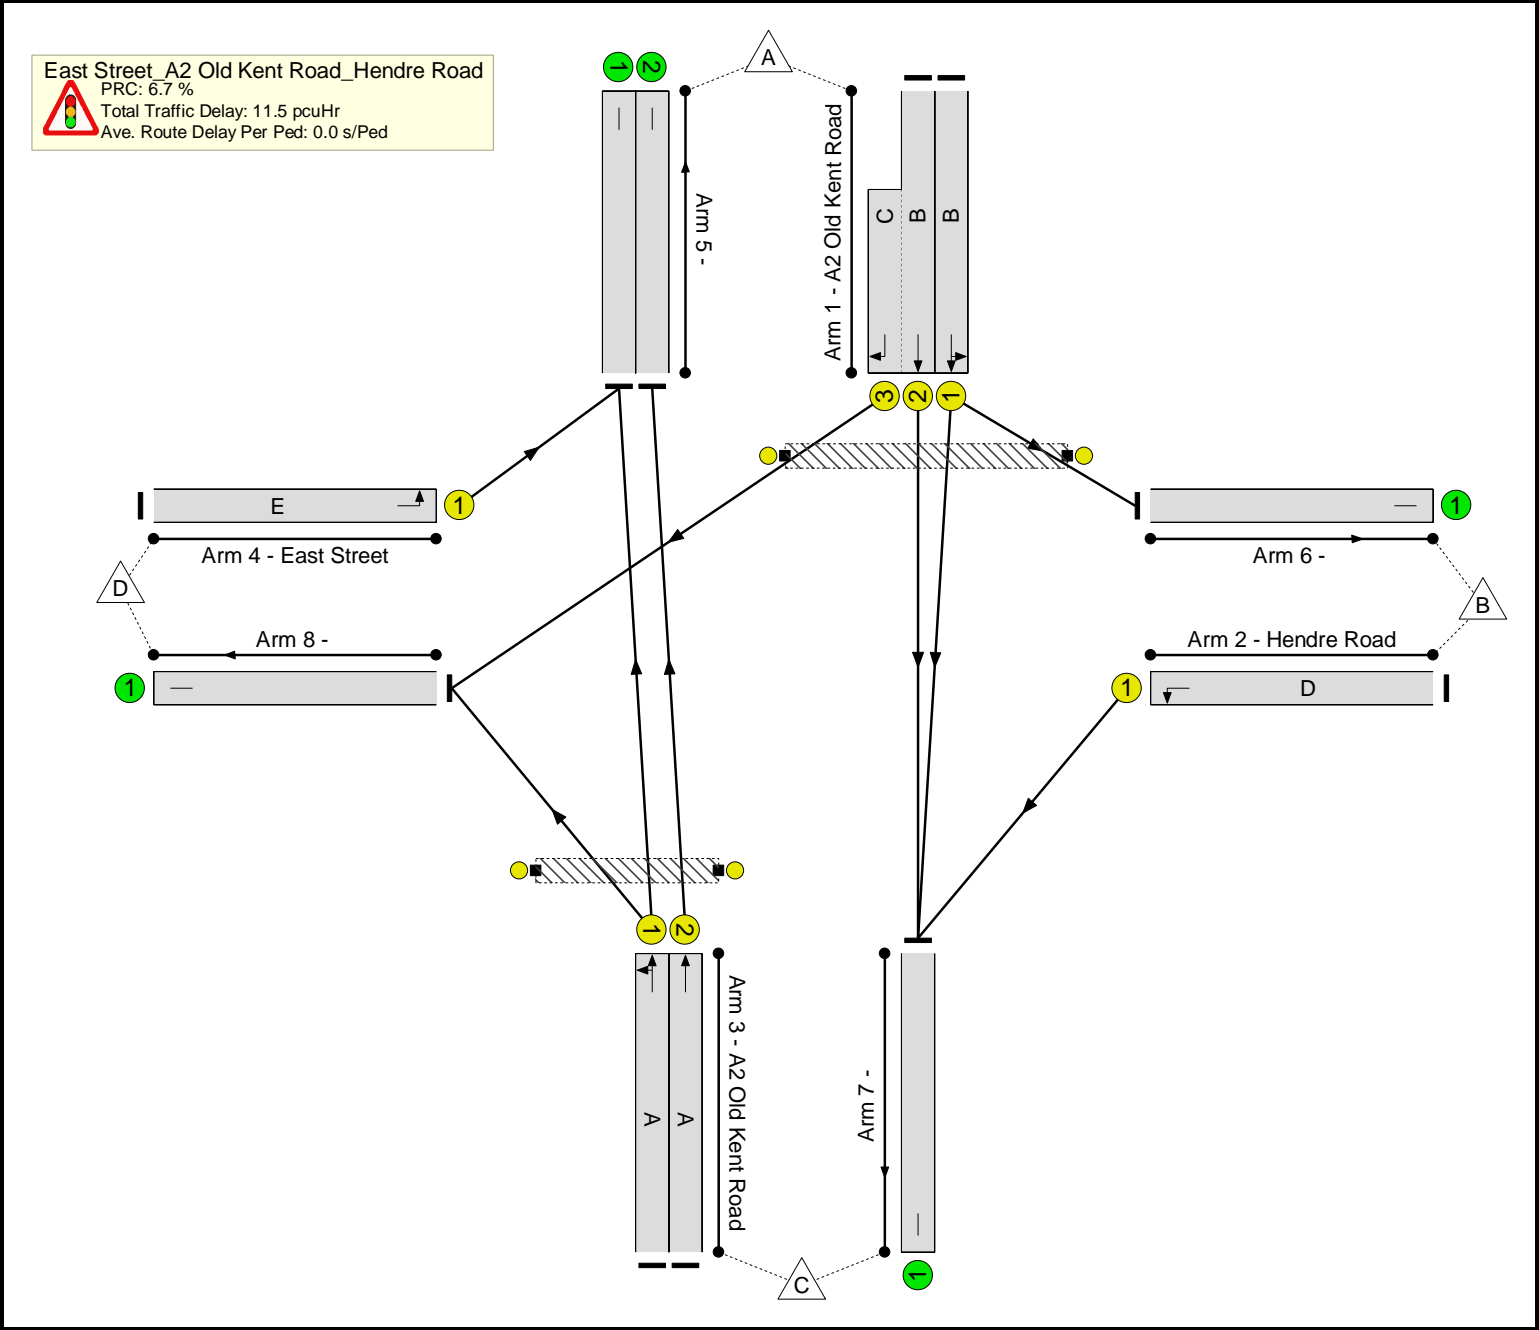 East Street_A2 Old Kent Road_Hendre Road
PRC: 6.7 %
Total Traffic Delay: 11.5 pcuHr
Ave. Route Delay Per Ped: 0.0 s/Ped
1
2
A
Arm 5 -
Arm 1 - A2 Old Kent Road
C
B
B
3
2
1
E
1
Arm 4 - East Street
D
Arm 8 -
1
1
Arm 6 -
B
Arm 2 - Hendre Road
1
D
1
2
A
A
Arm 3 - A2 Old Kent Road
Arm 7 -
1
C